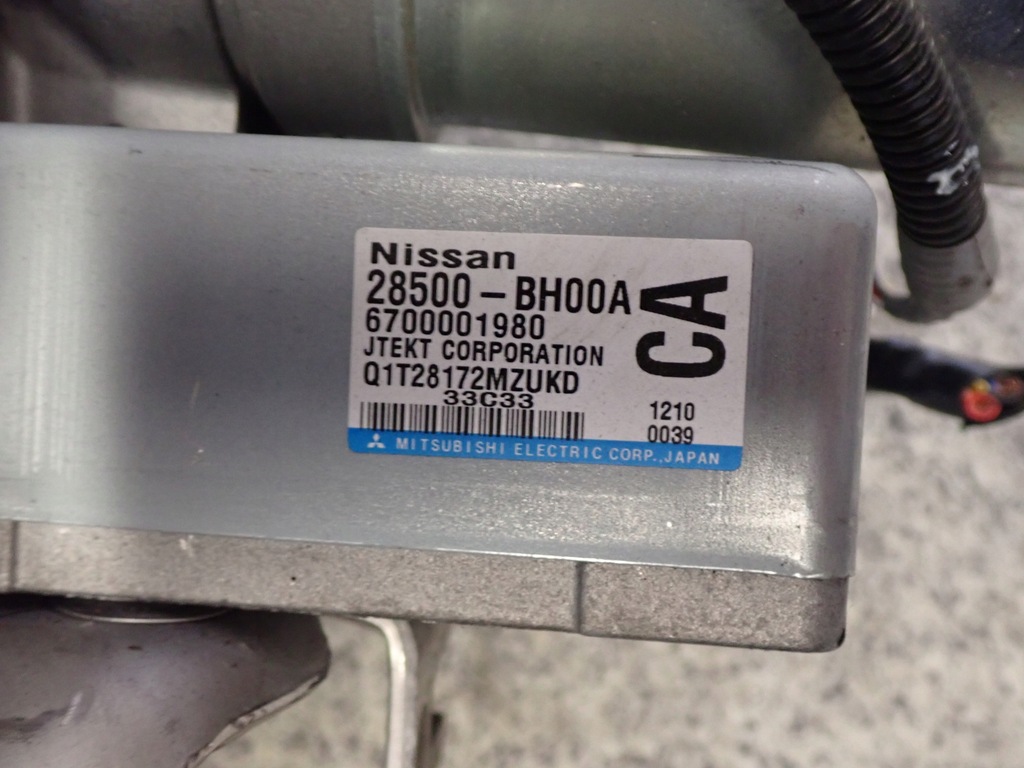 Nissan
28500-BH00A
CA
6700001980
JTEKT CORPORATION
Q1T28172MZUKD
33C33
1210
0039
MITSUBISHI ELECTRIC CORP., JAPAN